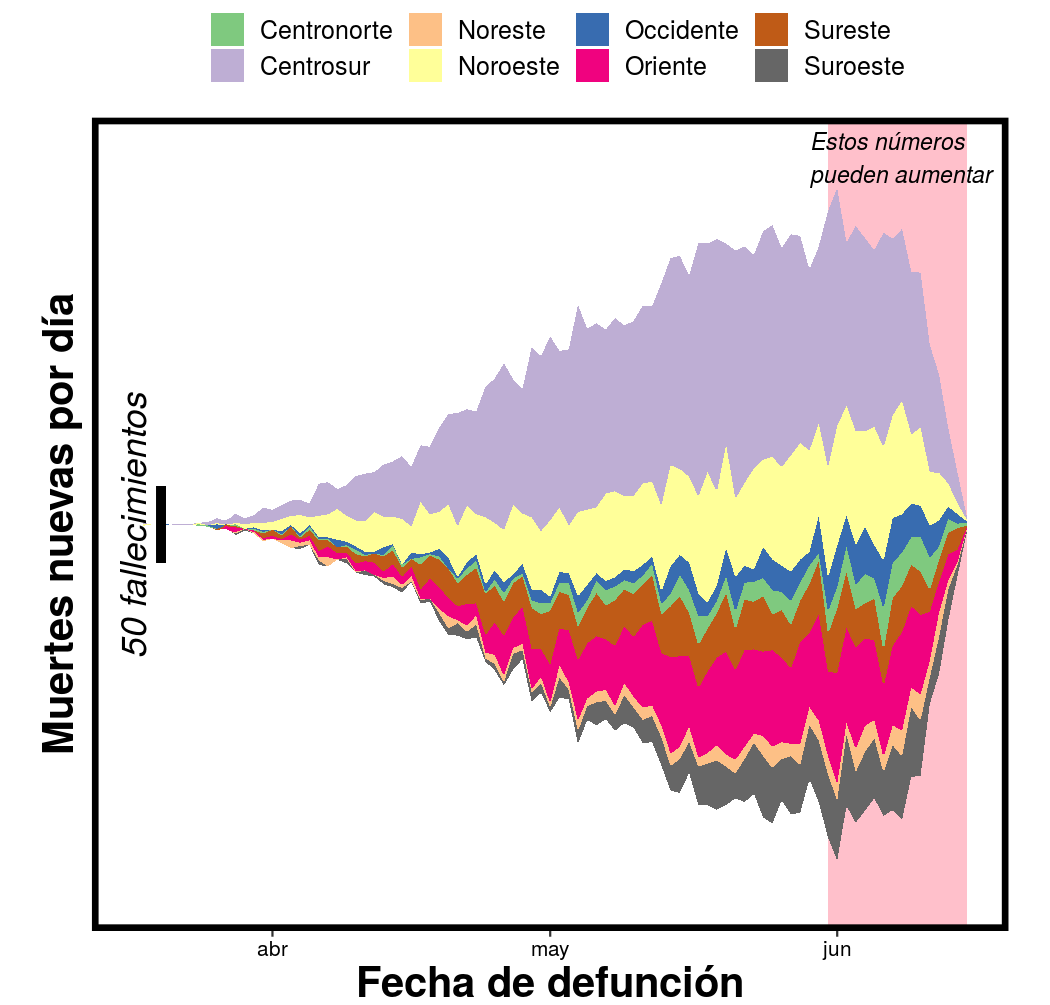 Centronorte Noreste Occidente Sureste
Centrosur Noroeste Oriente Suroeste
Estos números
pueden aumentar
Muertes nuevas por día
50 fallecimientos
abr may jun
Fecha de defunción